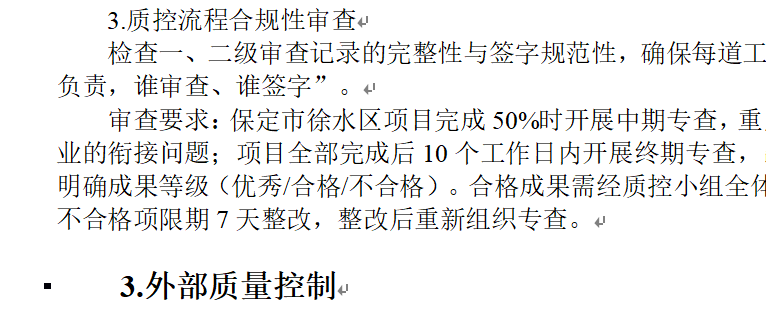 3.质控流程合规性审查
检查一、二级审查记录的完整性与签字规范性，确保每道工
负责，谁审查、谁签字”。
审查要求：保定市徐水区项目完成 50%时开展中期专查，重
业的衔接问题；项目全部完成后 10 个工作日内开展终期专查，
明确成果等级（优秀/合格/不合格）。合格成果需经质控小组全体
不合格项限期 7 天整改，整改后重新组织专查。
3.外部质量控制